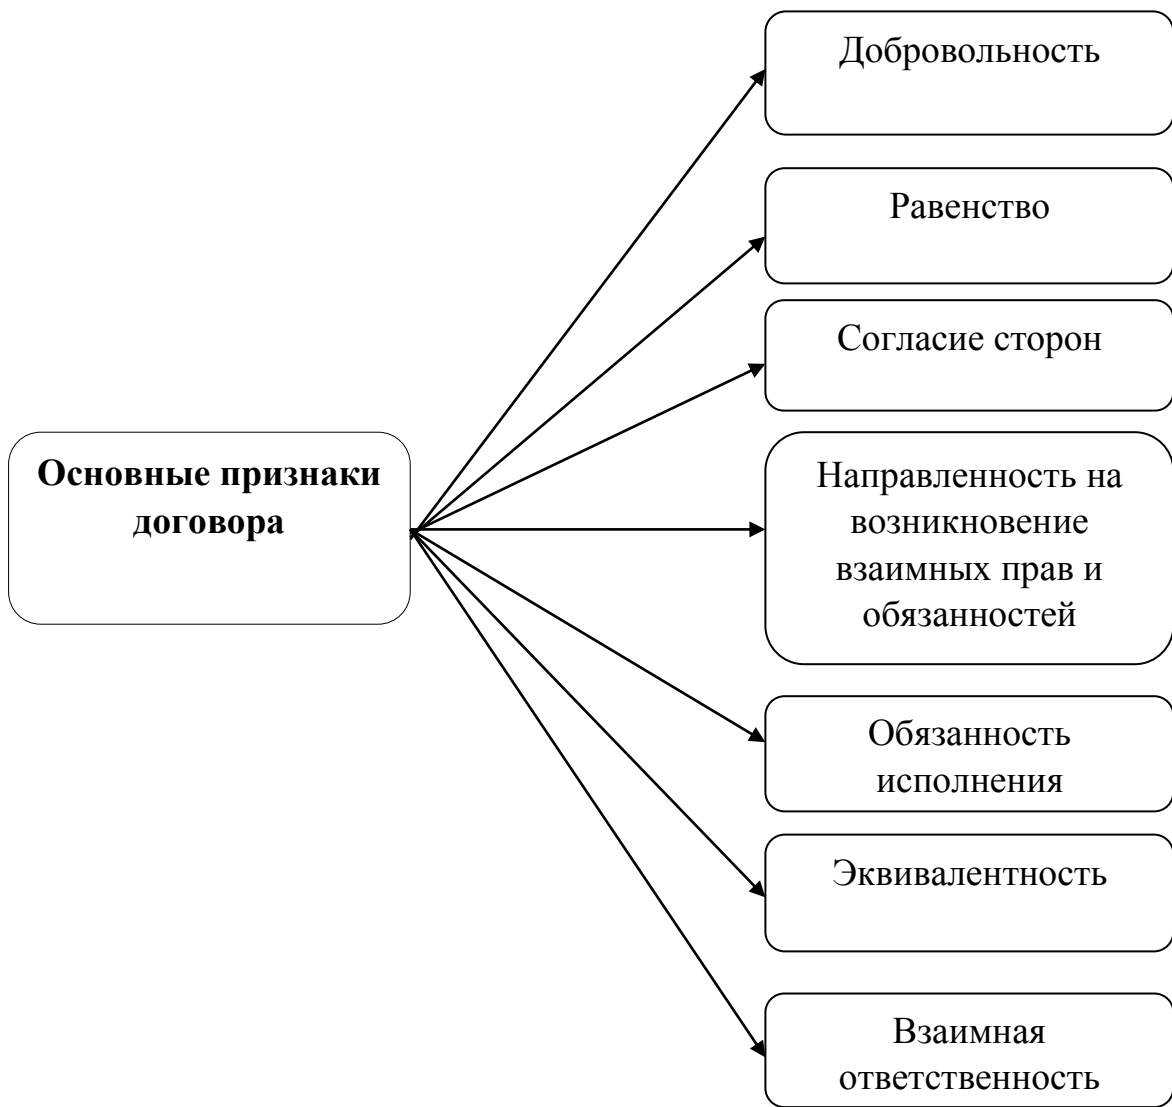 Основные признаки
договора
Добровольность
Равенство
Согласие сторон
Направленность на
возникновение
взаимных прав и
обязанностей
Обязанность
исполнения
Эквивалентность
Взаимная
ответственность